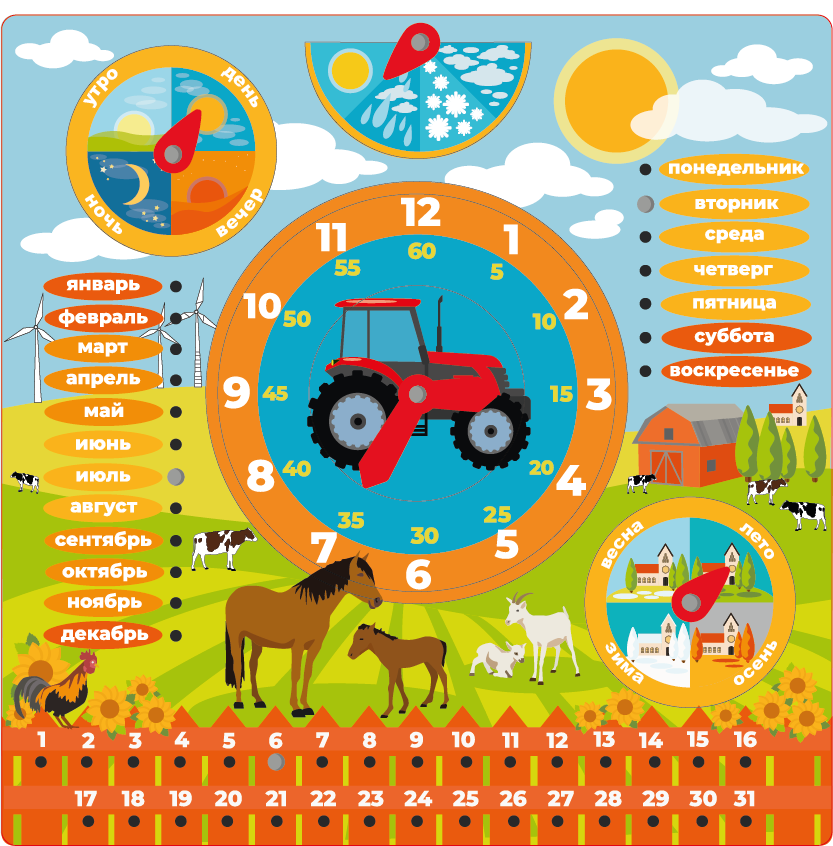 утро
день
ночь
вечер
понедельник
вторник
среда
четверг
пятница
суббота
воскресенье
12
11
1
10
2
9
3
8
4
7
5
6
60
55
5
50
10
45
15
40
20
35
25
30
январь
февраль
март
апрель
май
июнь
июль
август
сентябрь
октябрь
ноябрь
декабрь
весна
лето
зима
осень
1 2 3 4 5 6 7 8 9 10 11 12 13 14 15 16
17 18 19 20 21 22 23 24 25 26 27 28 29 30 31